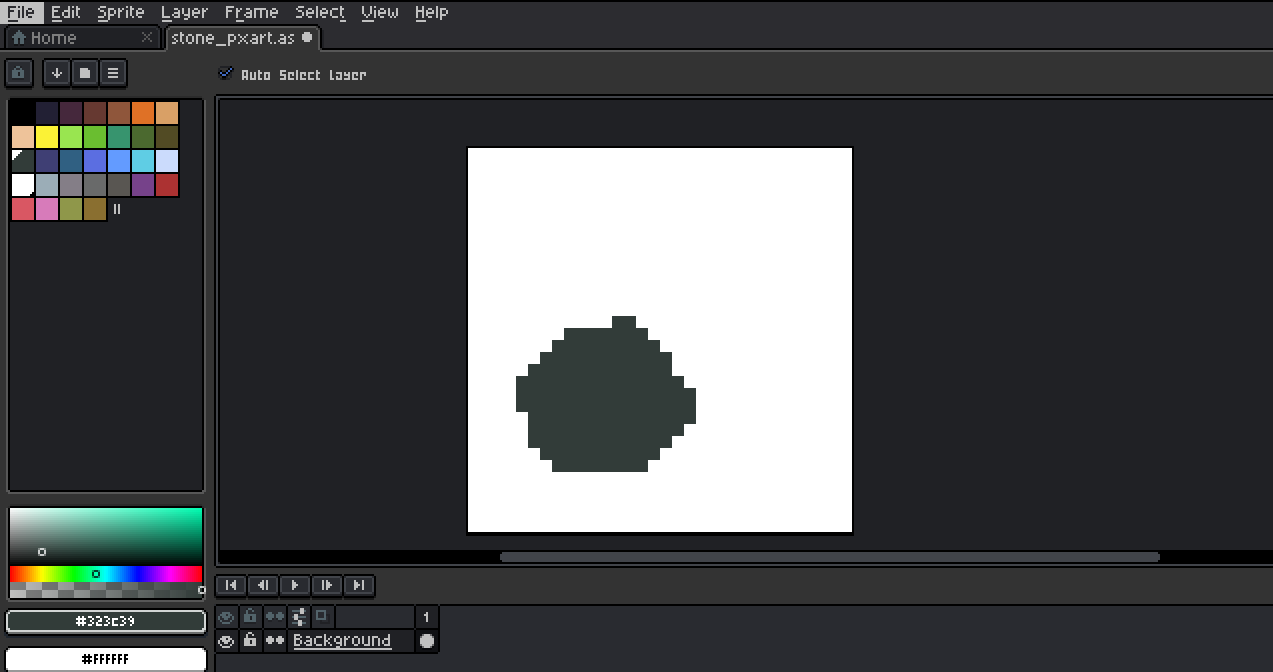 File Edit Sprite Layer Frame Select View Help
Home stone_pxart.as
Auto Select Layer
#323c39
1
Background
#FFFFFF